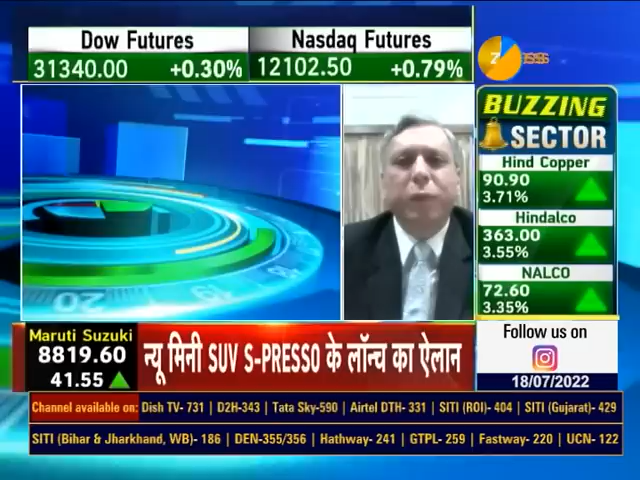 Dow Futures
31340.00 +0.30%
Nasdaq Futures
12102.50 +0.79%
Z
BUZZING
SECTOR
Hind Copper
90.90
3.71%
Hindalco
363.00
3.55%
NALCO
72.60
3.35%
20
19
18
Maruti Suzuki
8819.60
41.55
न्यू मिनी SUV S-PRESSO के लॉन्च का ऐलान
Follow us on
18/07/2022
Channel available on: Dish TV- 731 | D2H-343 | Tata Sky-590 | Airtel DTH- 331 | SITI (ROI)- 404 | SITI (Gujarat)- 429
SITI (Bihar & Jharkhand, WB)- 186 | DEN-355/356 | Hathway- 241 | GTPL- 259 | Fastway- 220 | UCN- 122